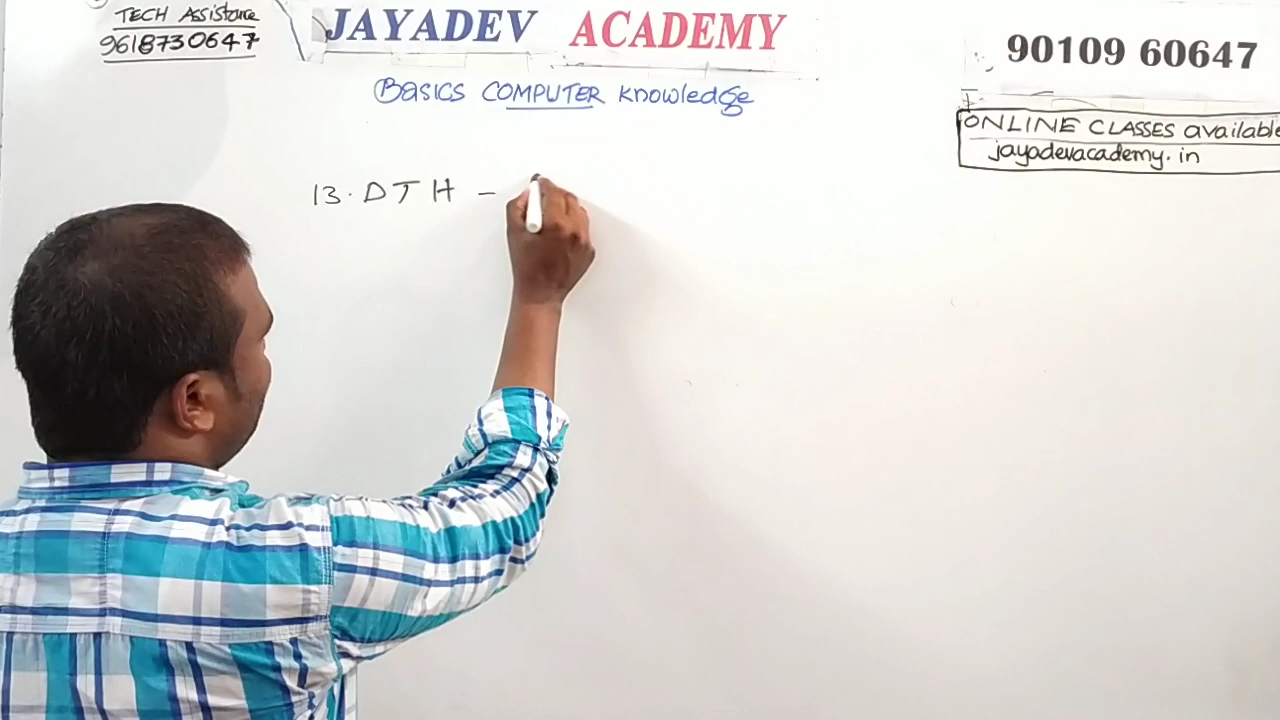 TECH Assistance
9618730647
JAYADEV ACADEMY
90109 60647
Basics COMPUTER Knowledge
ONLINE CLASSES available
jayadevacademy.in
13. DTH -